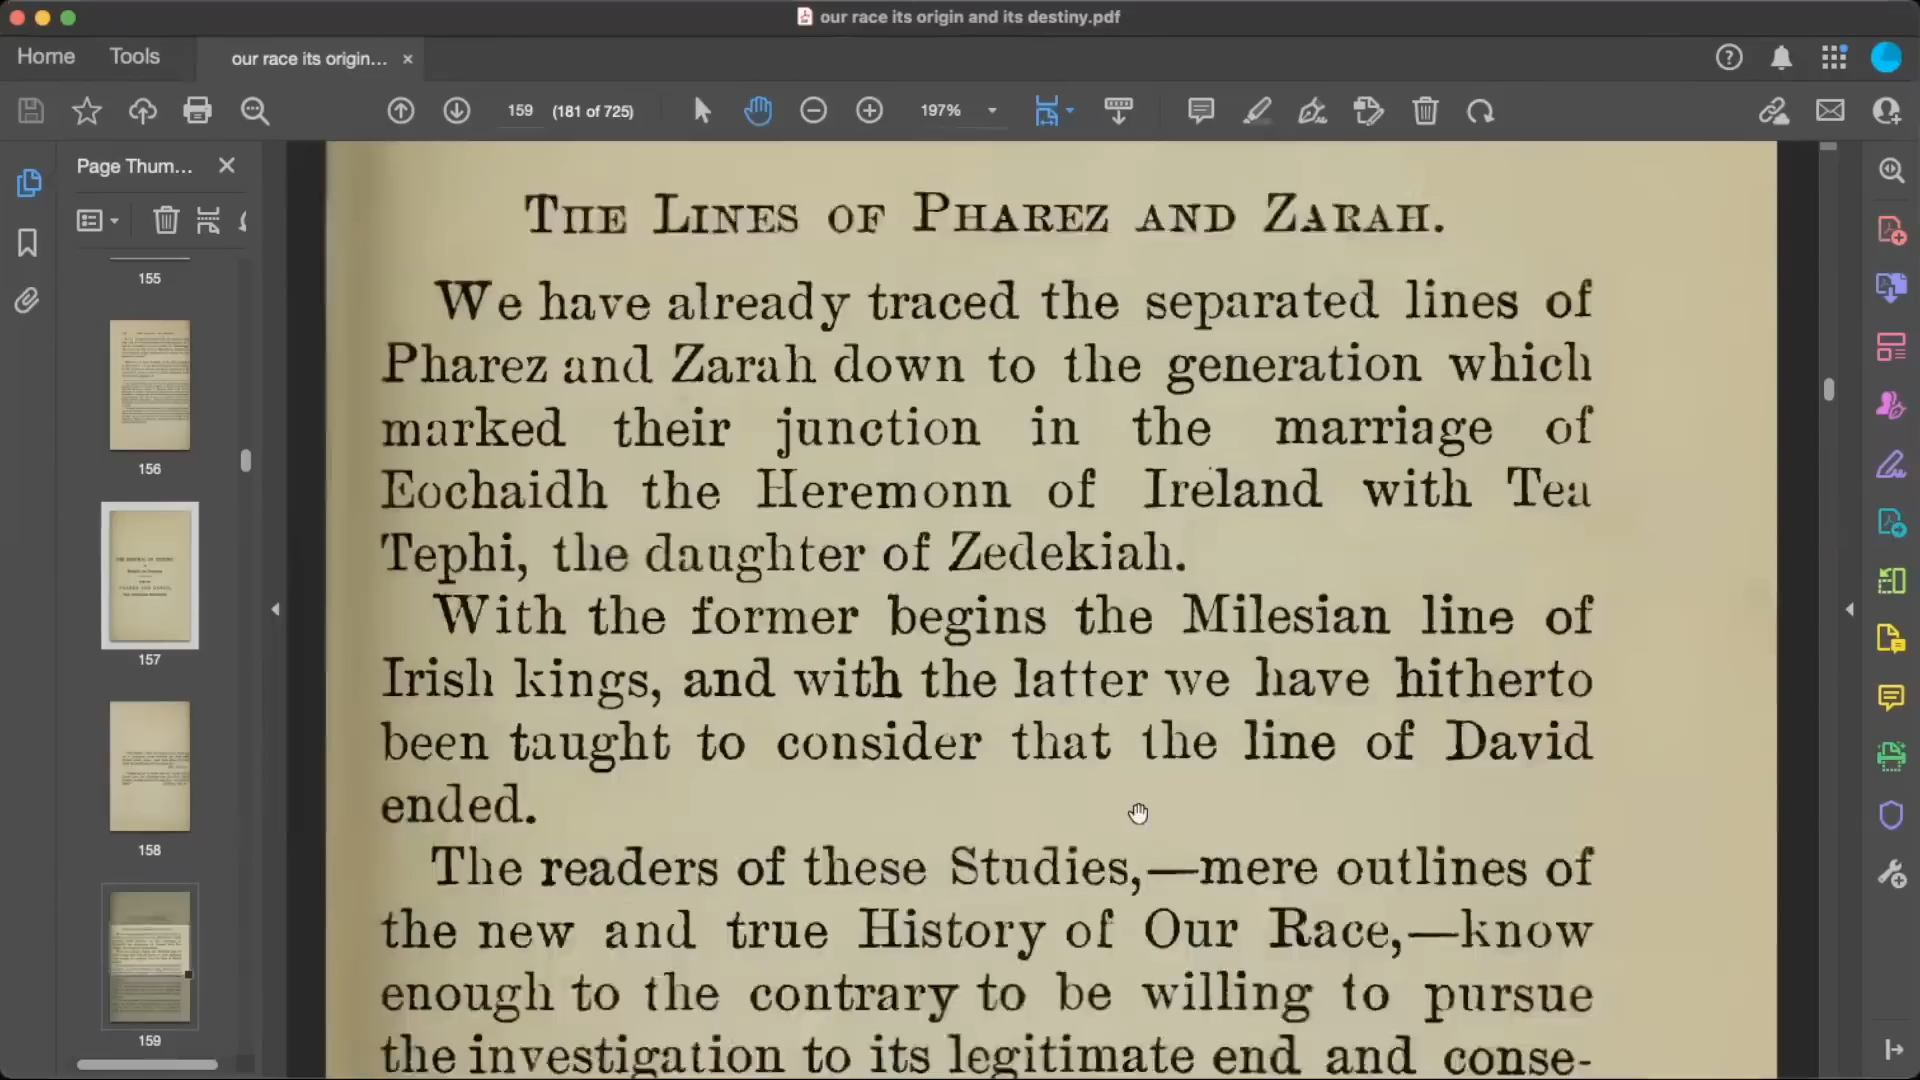 our race its origin and its destiny.pdf
Home Tools our race its origin... ×
159 (181 of 725) 197%
Page Thum...
155
156
157
158
159
THE LINES OF PHAREZ AND ZARAH.
We have already traced the separated lines of
Pharez and Zarah down to the generation which
marked their junction in the marriage of
Eochaidh the Heremonn of Ireland with Tea
Tephi, the daughter of Zedekiah.
With the former begins the Milesian line of
Irish kings, and with the latter we have hitherto
been taught to consider that the line of David
ended.
The readers of these Studies,—mere outlines of
the new and true History of Our Race,—know
enough to the contrary to be willing to pursue
the investigation to its legitimate end and conse-